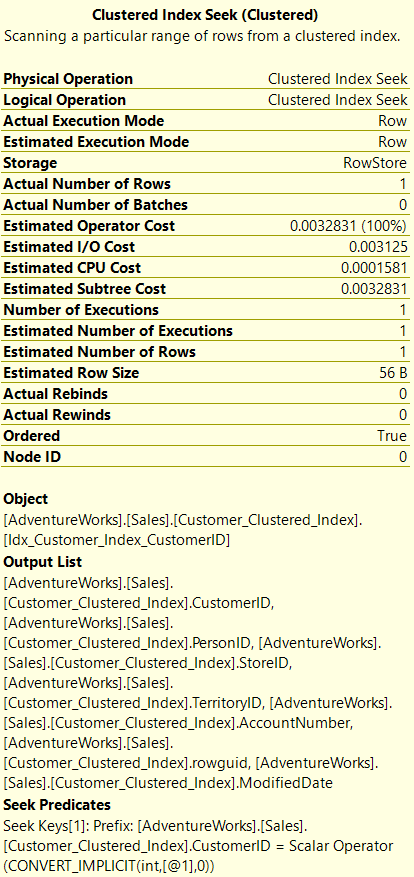 Clustered Index Seek (Clustered)
Scanning a particular range of rows from a clustered index.
Physical Operation Clustered Index Seek
Logical Operation Clustered Index Seek
Actual Execution Mode Row
Estimated Execution Mode Row
Storage RowStore
Actual Number of Rows 1
Actual Number of Batches 0
Estimated Operator Cost 0.0032831 (100%)
Estimated I/O Cost 0.003125
Estimated CPU Cost 0.0001581
Estimated Subtree Cost 0.0032831
Number of Executions 1
Estimated Number of Executions 1
Estimated Number of Rows 1
Estimated Row Size 56 B
Actual Rebinds 0
Actual Rewinds 0
Ordered True
Node ID 0
Object
[AdventureWorks].[Sales].[Customer_Clustered_Index].
[Idx_Customer_Index_CustomerID]
Output List
[AdventureWorks].[Sales].
[Customer_Clustered_Index].CustomerID,
[AdventureWorks].[Sales].
[Customer_Clustered_Index].PersonID, [AdventureWorks].
[Sales].[Customer_Clustered_Index].StoreID,
[AdventureWorks].[Sales].
[Customer_Clustered_Index].TerritoryID, [AdventureWorks].
[Sales].[Customer_Clustered_Index].AccountNumber,
[AdventureWorks].[Sales].
[Customer_Clustered_Index].rowguid, [AdventureWorks].
[Sales].[Customer_Clustered_Index].ModifiedDate
Seek Predicates
Seek Keys[1]: Prefix: [AdventureWorks].[Sales].
[Customer_Clustered_Index].CustomerID = Scalar Operator
(CONVERT_IMPLICIT(int,[@1],0))